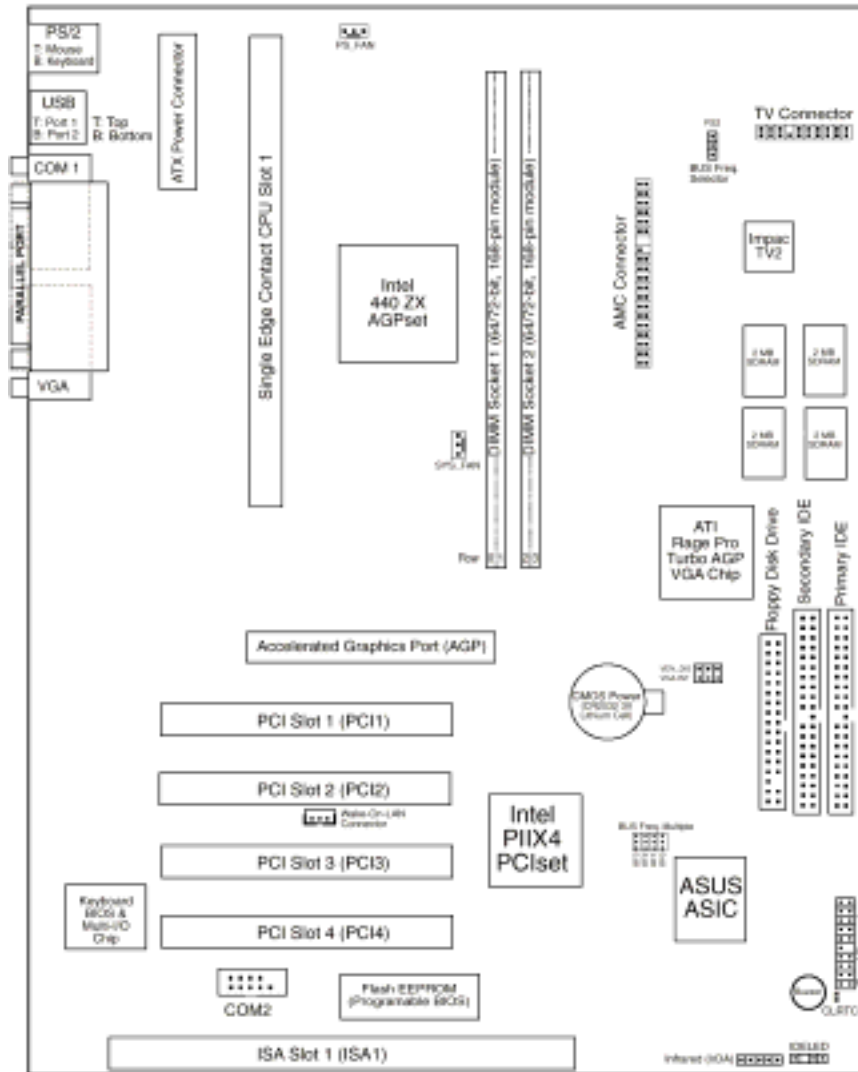 PS/2
T: Mouse
B: Keyboard
USB
T: Port 1
B: Port 2
T: Top
B: Bottom
COM 1
PARALLEL PORT
VGA
ATX Power Connector
Single Edge Contact CPU Slot 1
PS_FAN
Intel
440 ZX
AGPset
SYS_FAN
DIMM Socket 1 (64/72-bit, 168-pin module)
DIMM Socket 2 (64/72-bit, 168-pin module)
Row
AMC Connector
BUS Freq.
Selector
TV Connector
Impac
TV2
2 MB
SDRAM
2 MB
SDRAM
2 MB
SDRAM
2 MB
SDRAM
ATI
Rage Pro
Turbo AGP
VGA Chip
Floppy Disk Drive
Secondary IDE
Primary IDE
Accelerated Graphics Port (AGP)
CMOS Power
Lithium Cell)
PCI Slot 1 (PCI1)
PCI Slot 2 (PCI2)
Wake-On-LAN
Connector
Intel
PIIX4
PCIset
BUS Freq. Multiple
PCI Slot 3 (PCI3)
ASUS
ASIC
Keyboard
BIOS &
Multi-I/O
Chip
PCI Slot 4 (PCI4)
COM2
Flash EEPROM
(Programable BIOS)
Buzzer
CLRTC
ISA Slot 1 (ISA1)
Infrared (IrDA)
IDELED